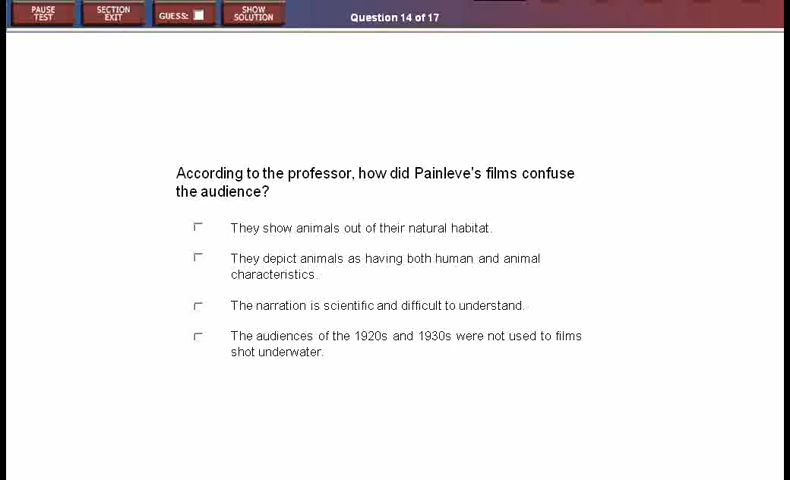 PAUSE TEST
SECTION EXIT
GUESS:
SHOW SOLUTION
Question 14 of 17
According to the professor, how did Painleve's films confuse
the audience?
They show animals out of their natural habitat.
They depict animals as having both human and animal
characteristics.
The narration is scientific and difficult to understand.
The audiences of the 1920s and 1930s were not used to films
shot underwater.